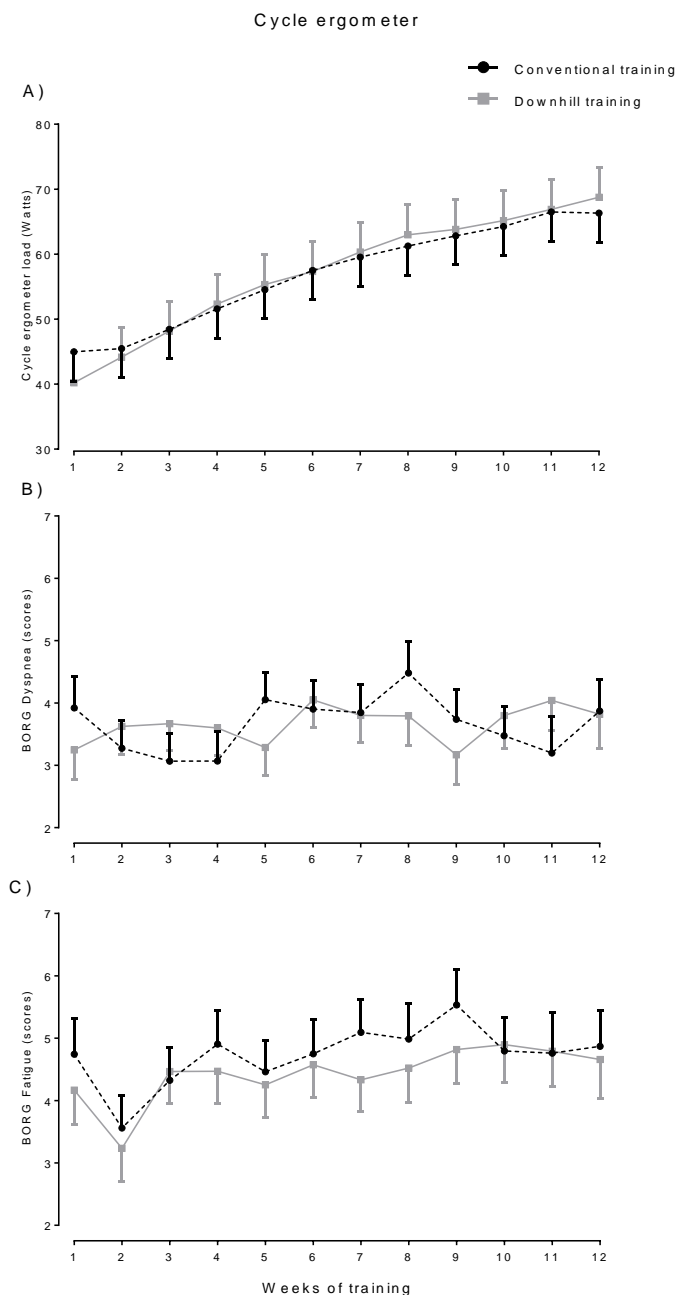 Cycle ergometer
Conventional training
Downhill training
A)
Cycle ergometer load (Watts)
80
70
60
50
40
30
1 2 3 4 5 6 7 8 9 10 11 12
B)
BORG Dyspnea (scores)
7
6
5
4
3
2
1 2 3 4 5 6 7 8 9 10 11 12
C)
BORG Fatigue (scores)
7
6
5
4
3
2
1 2 3 4 5 6 7 8 9 10 11 12
Weeks of training